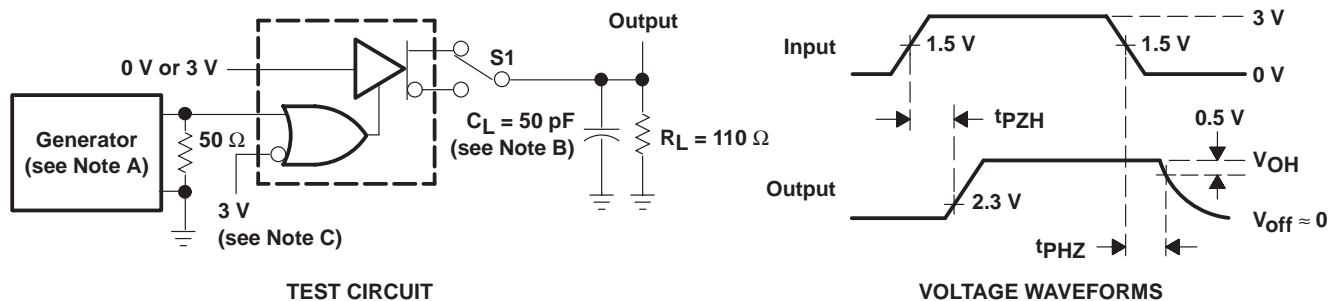 Output
S1
0 V or 3 V
Generator
(see Note A)
50 Ω
3 V
(see Note C)
CL = 50 pF
(see Note B)
RL = 110 Ω
TEST CIRCUIT
Input
1.5 V
1.5 V
3 V
0 V
tPZH
0.5 V
VOH
Output
2.3 V
Voff ≈ 0
tPHZ
VOLTAGE WAVEFORMS